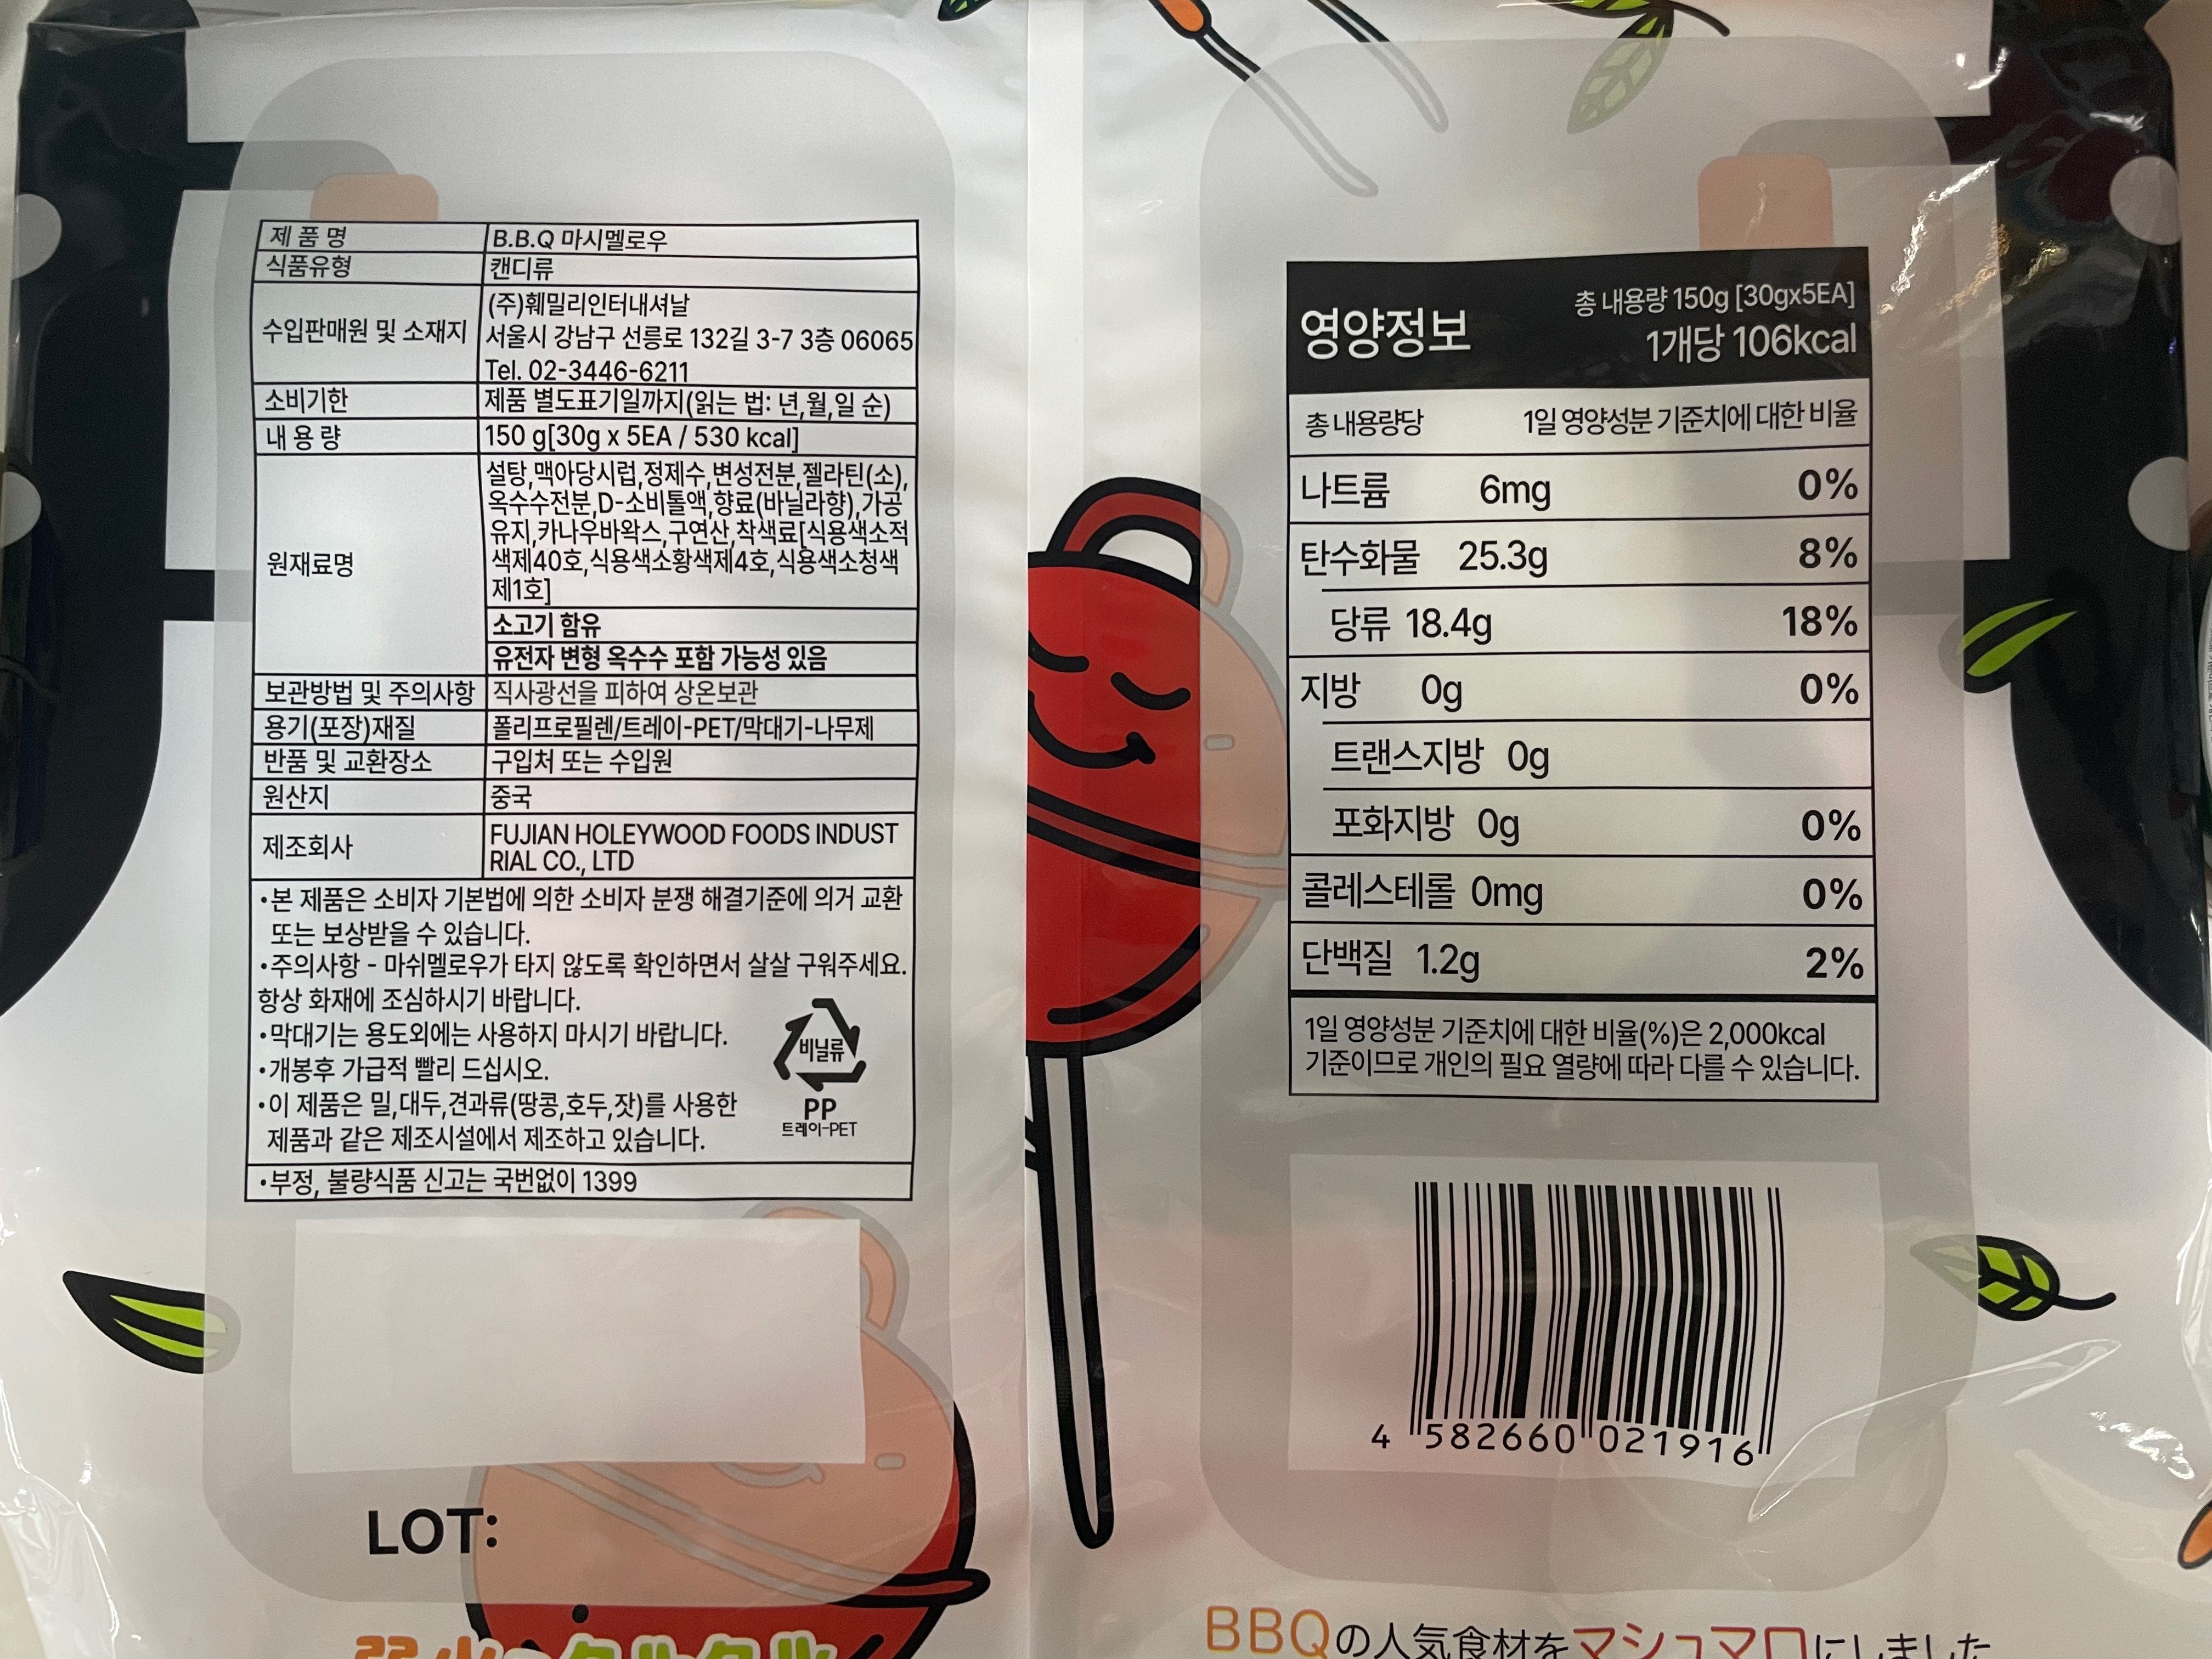 제 품 명 B.B.Q 마시멜로우
식품유형 캔디류
수입판매원 및 소재지 (주)훼밀리인터내셔날
서울시 강남구 선릉로 132길 3-7 3층 06065
Tel. 02-3446-6211
소비기한 제품 별도표기일까지(읽는 법: 년,월,일 순)
내 용 량 150 g[30g x 5EA / 530 kcal]
원재료명 설탕,맥아당시럽,정제수,변성전분,젤라틴(소),
옥수수전분,D-소비톨액,향료(바닐라향),가공
유지,카나우바왁스,구연산,착색료[식용색소적
색제40호,식용색소황색제4호,식용색소청색
제1호]
소고기 함유
유전자 변형 옥수수 포함 가능성 있음
보관방법 및 주의사항 직사광선을 피하여 상온보관
용기(포장)재질 폴리프로필렌/트레이-PET/막대기-나무제
반품 및 교환장소 구입처 또는 수입원
원산지 중국
제조회사 FUJIAN HOLEYWOOD FOODS INDUST
RIAL CO., LTD
•본 제품은 소비자 기본법에 의한 소비자 분쟁 해결기준에 의거 교환
또는 보상받을 수 있습니다.
•주의사항 - 마쉬멜로우가 타지 않도록 확인하면서 살살 구워주세요.
항상 화재에 조심하시기 바랍니다.
•막대기는 용도외에는 사용하지 마시기 바랍니다.
•개봉후 가급적 빨리 드십시오.
•이 제품은 밀,대두,견과류(땅콩,호두,잣)를 사용한
제품과 같은 제조시설에서 제조하고 있습니다.
비닐류
PP
트레이-PET
•부정, 불량식품 신고는 국번없이 1399
LOT:
영양정보
총 내용량 150g [30gx5EA]
1개당 106kcal
총 내용량당 1일 영양성분 기준치에 대한 비율
나트륨 6mg 0%
탄수화물 25.3g 8%
당류 18.4g 18%
지방 0g 0%
트랜스지방 0g
포화지방 0g 0%
콜레스테롤 0mg 0%
단백질 1.2g 2%
1일 영양성분 기준치에 대한 비율(%)은 2,000kcal
기준이므로 개인의 필요 열량에 따라 다를 수 있습니다.
4 582660 021916
BBQの人気食材をマシュマロにしました